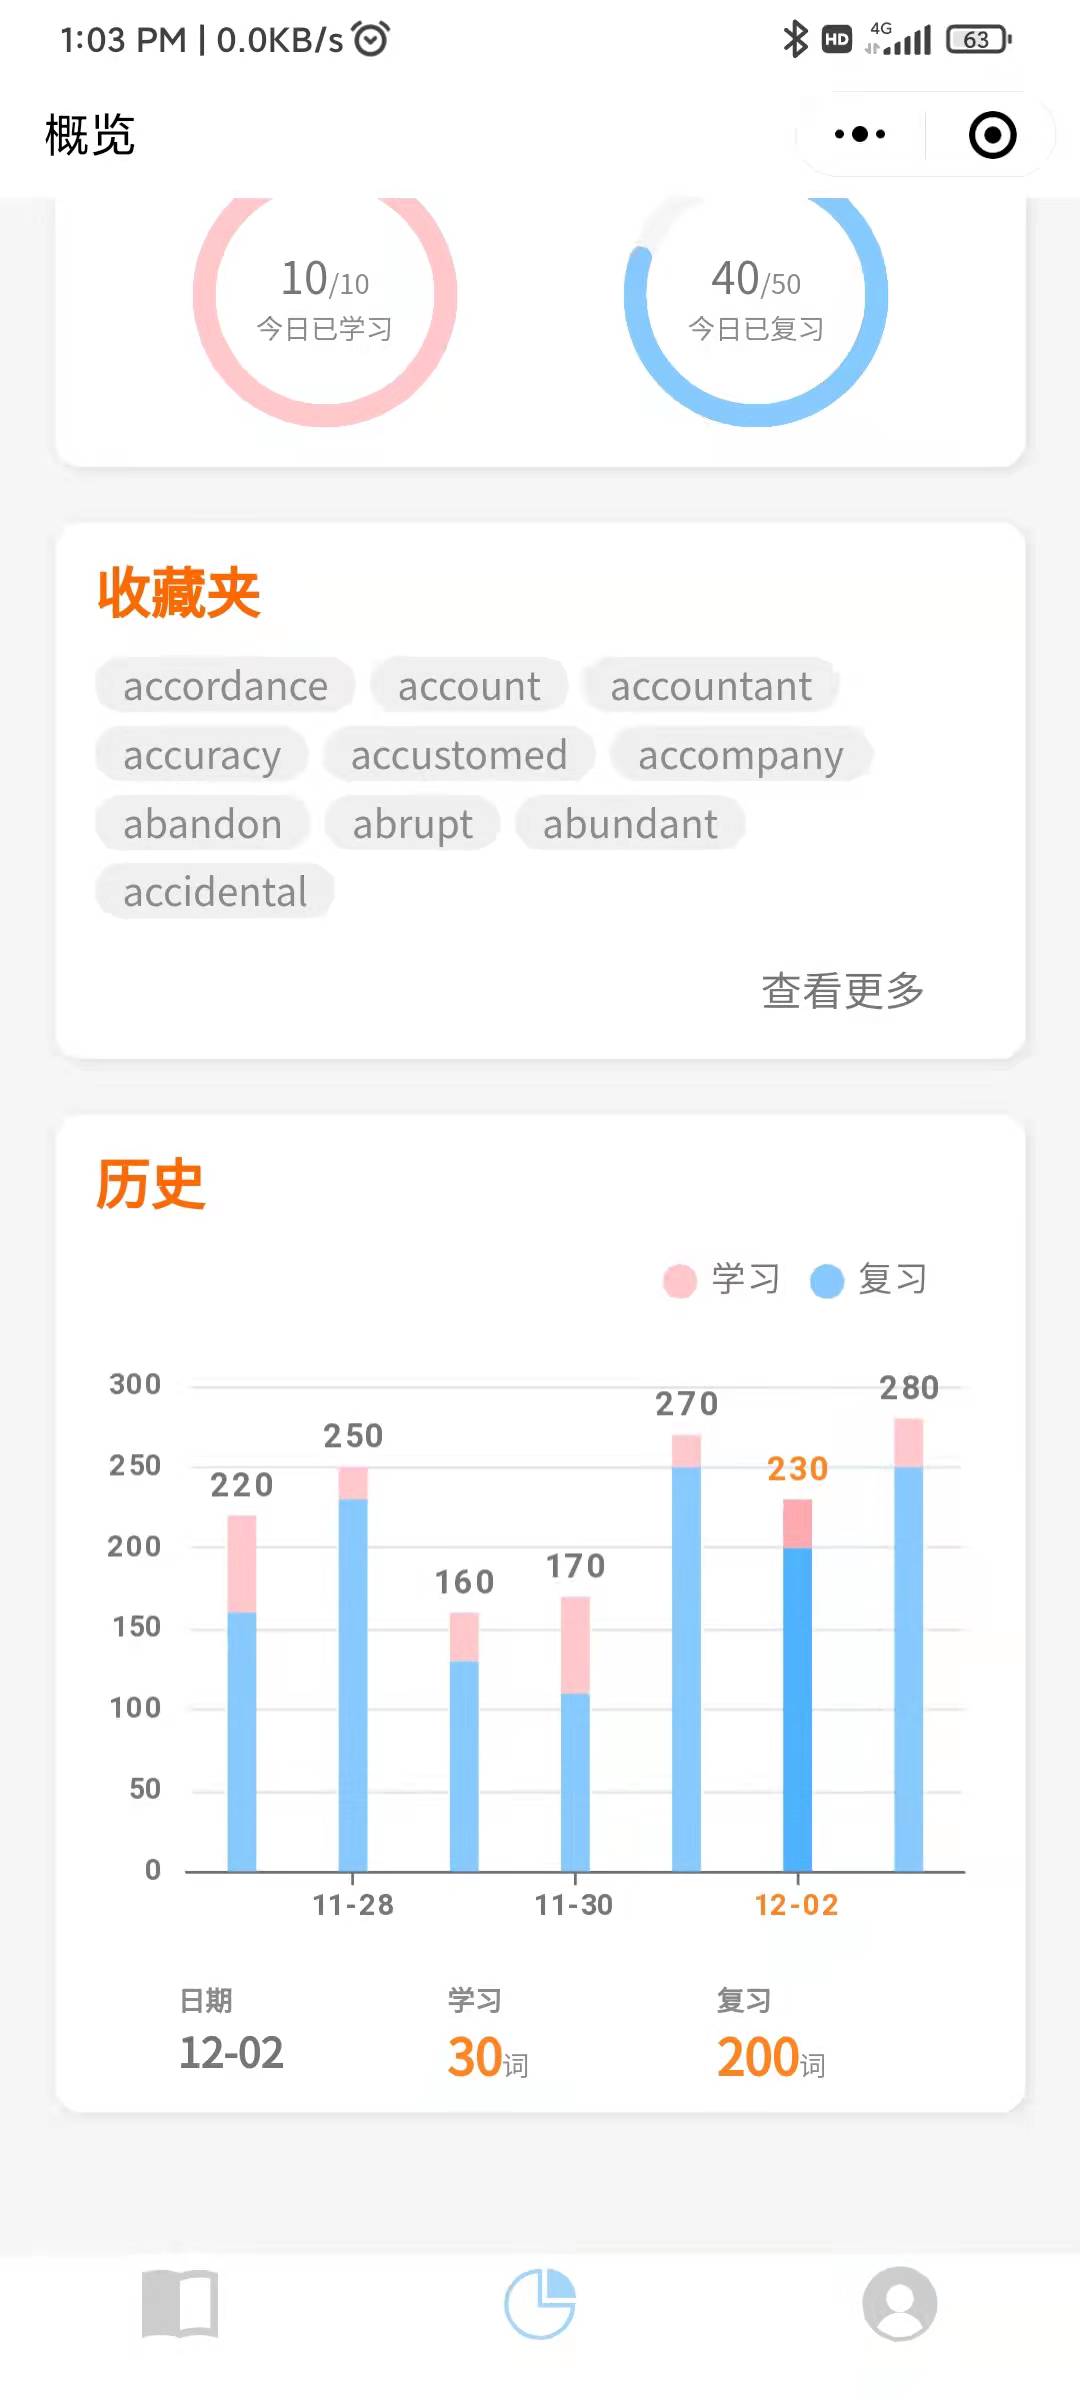 1:03 PM | 0.0KB/s HD 4G 63
概览
10/10 40/50
今日已学习 今日已复习
收藏夹
accordance account accountant
accuracy accustomed accompany
abandon abrupt abundant
accidental
查看更多
历史
学习 复习
300
250
200
150
100
50
0
220 250 160 170 270 230 280
11-28 11-30 12-02
日期 学习 复习
12-02 30词 200词